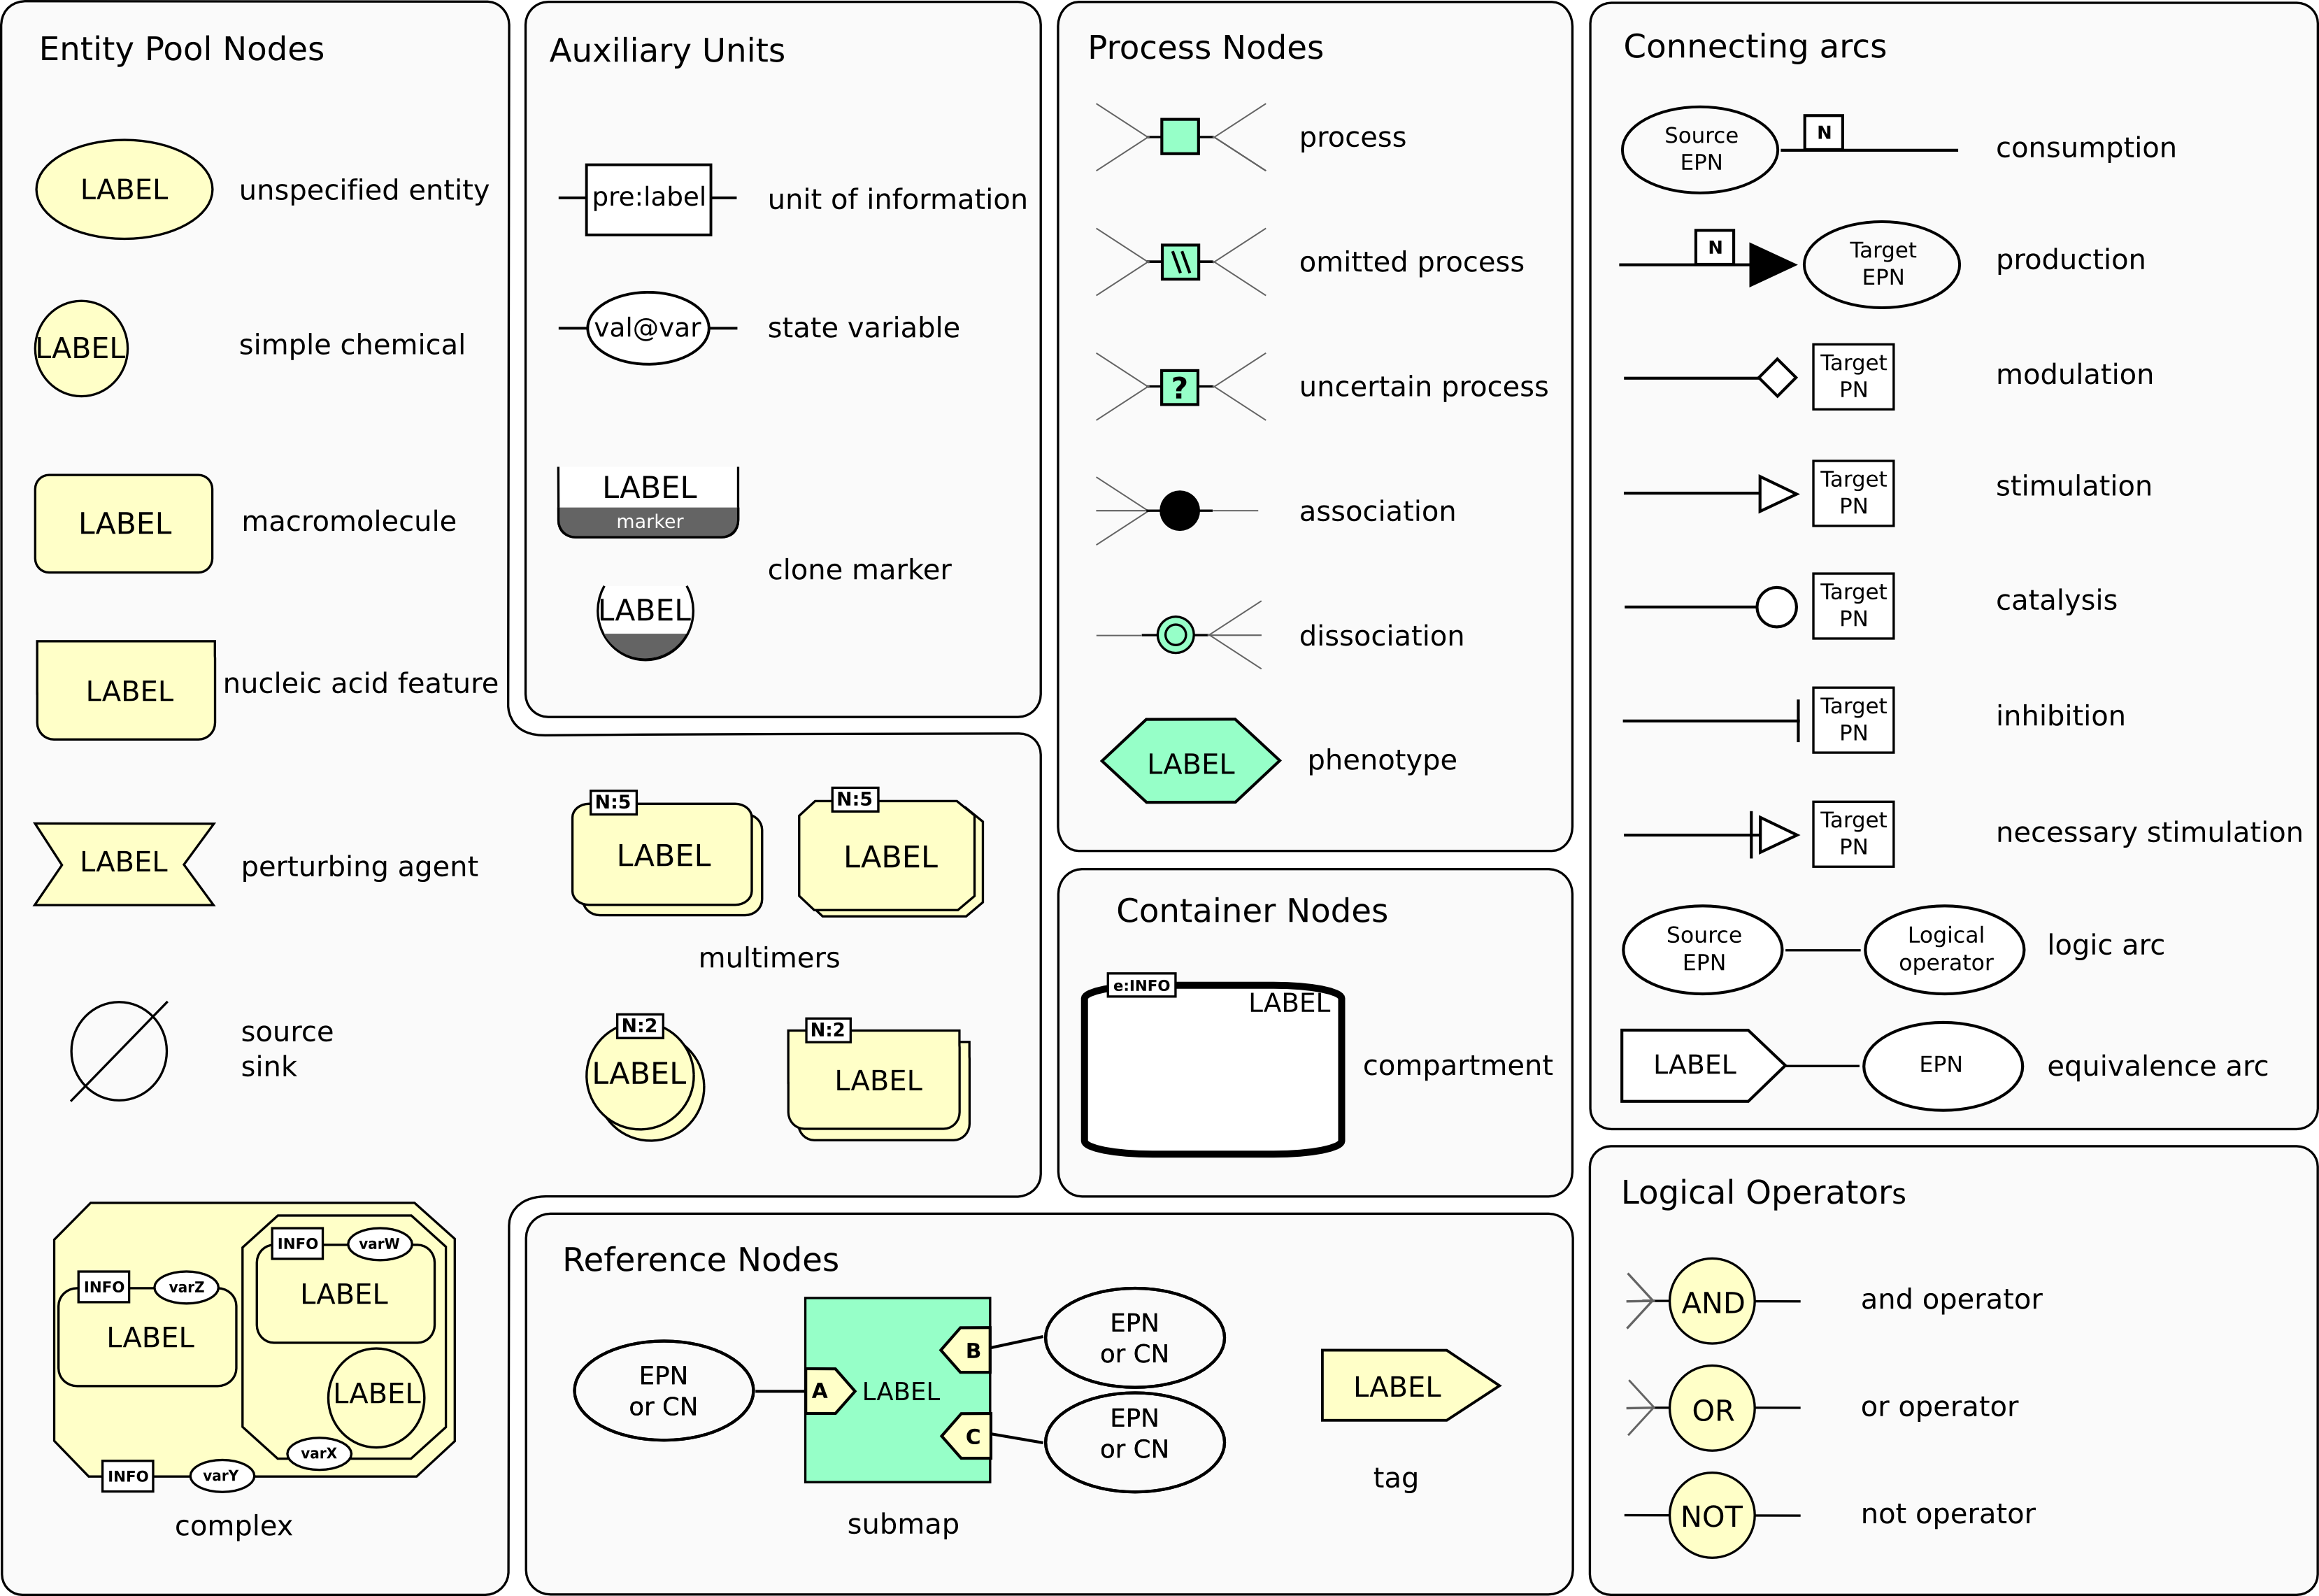 Entity Pool Nodes
LABEL
unspecified entity
LABEL
simple chemical
LABEL
macromolecule
LABEL
nucleic acid feature
LABEL
perturbing agent
source
sink
INFO
varW
LABEL
INFO
varZ
LABEL
LABEL
varX
INFO
varY
complex
N:5
LABEL
N:5
LABEL
multimers
N:2
LABEL
N:2
LABEL
Auxiliary Units
pre:label
unit of information
val@var
state variable
LABEL
marker
clone marker
LABEL
Process Nodes
process
\\
omitted process
?
uncertain process
association
dissociation
LABEL
phenotype
Container Nodes
e:INFO
LABEL
compartment
Reference Nodes
EPN
or CN
A
LABEL
B
C
EPN
or CN
EPN
or CN
submap
LABEL
tag
Connecting arcs
Source
EPN
N
consumption
N
Target
EPN
production
Target
PN
modulation
Target
PN
stimulation
Target
PN
catalysis
Target
PN
inhibition
Target
PN
necessary stimulation
Source
EPN
Logical
operator
logic arc
LABEL
EPN
equivalence arc
Logical Operators
AND
and operator
OR
or operator
NOT
not operator